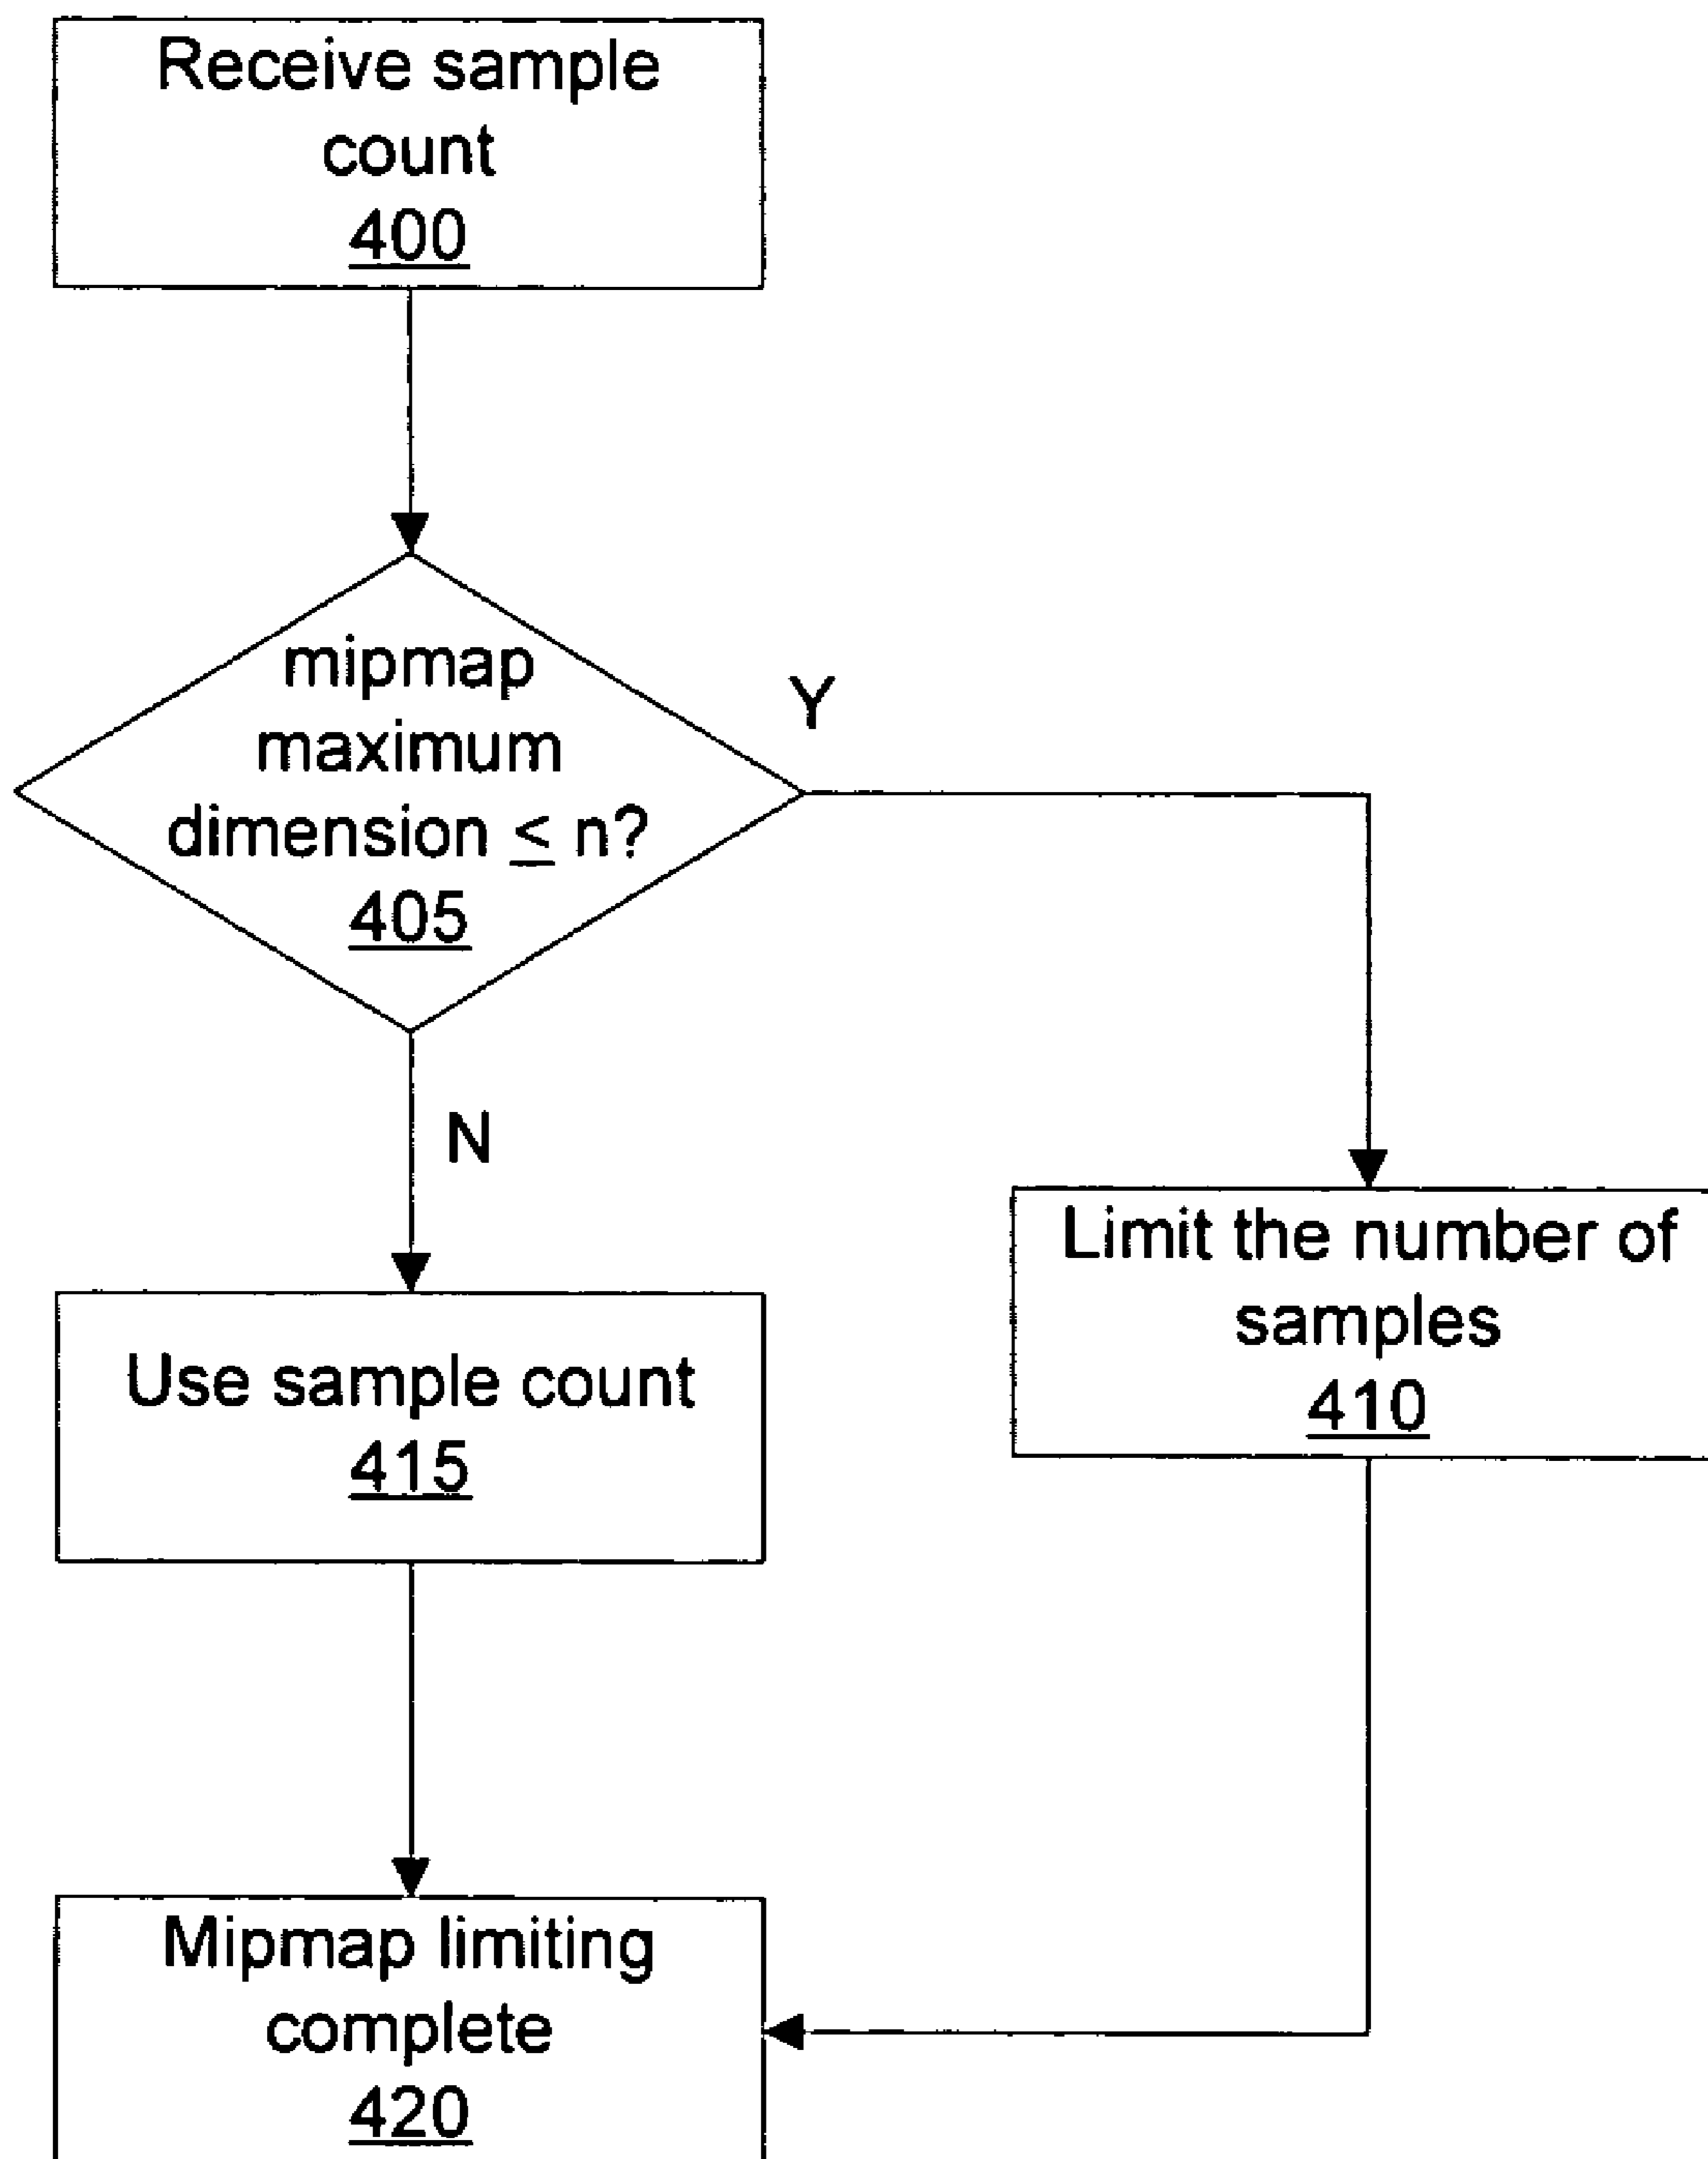 Receive sample
count
400
mipmap
maximum
dimension ≤ n?
405
Y
N
Limit the number of
samples
410
Use sample count
415
Mipmap limiting
complete
420